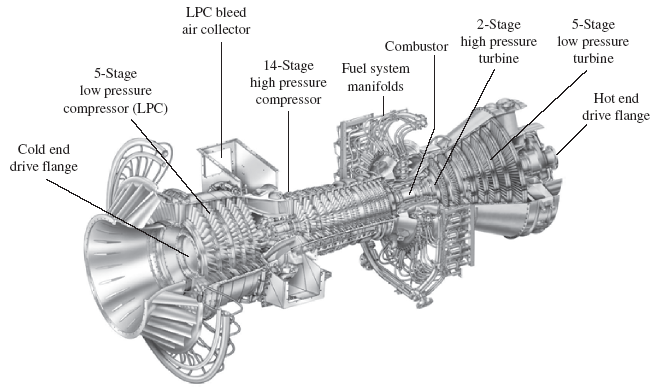 LPC bleed
air collector
Combustor
2-Stage
high pressure
turbine
5-Stage
low pressure
turbine
5-Stage
low pressure
compressor (LPC)
14-Stage
high pressure
compressor
Fuel system
manifolds
Hot end
drive flange
Cold end
drive flange